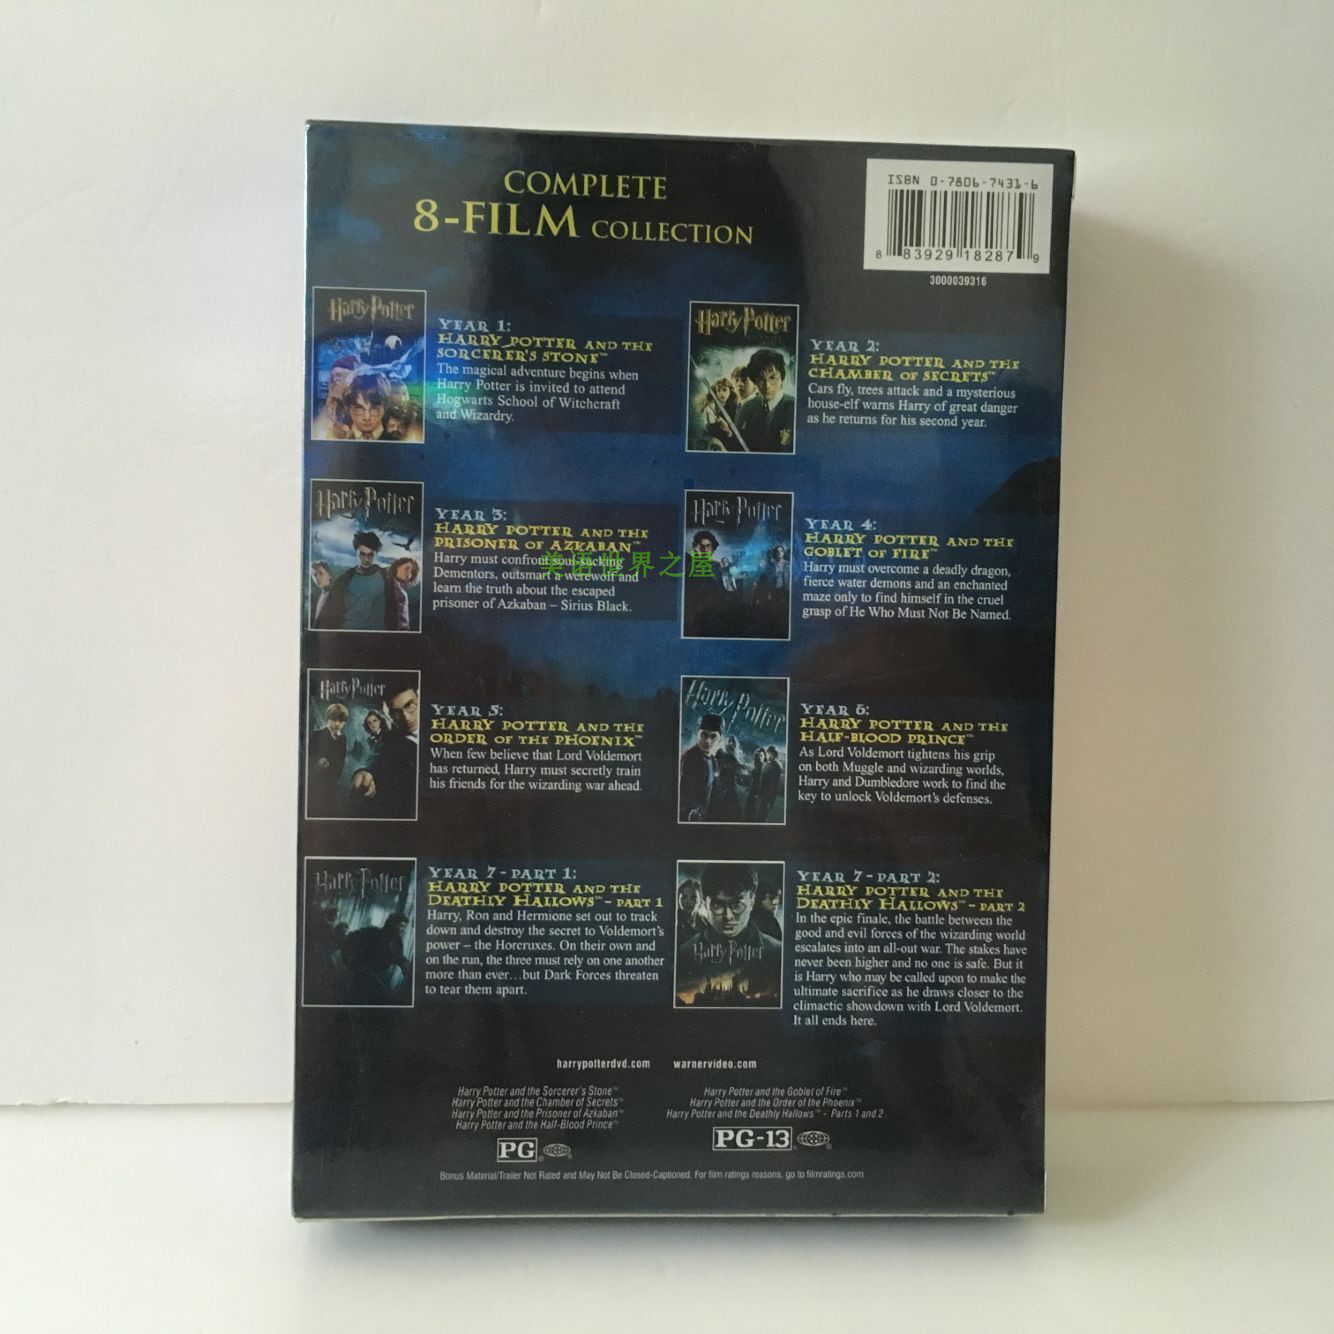 COMPLETE
8-FILM COLLECTION
ISBN 0-7806-7431-6
8 83929 18287 9
3000039316
Harry Potter
YEAR 1:
HARRY POTTER AND THE
SORCERER'S STONE™
The magical adventure begins when
Harry Potter is invited to attend
Hogwarts School of Witchcraft
and Wizardry.
Harry Potter
YEAR 2:
HARRY POTTER AND THE
CHAMBER OF SECRETS™
Cars fly, trees attack and a mysterious
house-elf warns Harry of great danger
as he returns for his second year.
Harry Potter
YEAR 3:
HARRY POTTER AND THE
PRISONER OF AZKABAN™
Harry must confront soul-sucking
Dementors, outsmart a werewolf and
learn the truth about the escaped
prisoner of Azkaban – Sirius Black.
美语世界之屋
Harry Potter
YEAR 4:
HARRY POTTER AND THE
GOBLET OF FIRE™
Harry must overcome a deadly dragon,
fierce water demons and an enchanted
maze only to find himself in the cruel
grasp of He Who Must Not Be Named.
Harry Potter
YEAR 5:
HARRY POTTER AND THE
ORDER OF THE PHOENIX™
When few believe that Lord Voldemort
has returned, Harry must secretly train
his friends for the wizarding war ahead.
Harry Potter
YEAR 6:
HARRY POTTER AND THE
HALF-BLOOD PRINCE™
As Lord Voldemort tightens his grip
on both Muggle and wizarding worlds,
Harry and Dumbledore work to find the
key to unlock Voldemort's defenses.
Harry Potter
YEAR 7 - PART 1:
HARRY POTTER AND THE
DEATHLY HALLOWS™ - PART 1
Harry, Ron and Hermione set out to track
down and destroy the secret to Voldemort's
power – the Horcruxes. On their own and
on the run, the three must rely on one another
more than ever…but Dark Forces threaten
to tear them apart.
Harry Potter
YEAR 7 - PART 2:
HARRY POTTER AND THE
DEATHLY HALLOWS™ - PART 2
In the epic finale, the battle between the
good and evil forces of the wizarding world
escalates into an all-out war. The stakes have
never been higher and no one is safe. But it
is Harry who may be called upon to make the
ultimate sacrifice as he draws closer to the
climactic showdown with Lord Voldemort.
It all ends here.
harrypotterdvd.com warnervideo.com
Harry Potter and the Sorcerer's Stone™
Harry Potter and the Chamber of Secrets™
Harry Potter and the Prisoner of Azkaban™
Harry Potter and the Half-Blood Prince™
PG
Harry Potter and the Goblet of Fire™
Harry Potter and the Order of the Phoenix™
Harry Potter and the Deathly Hallows™ - Parts 1 and 2
PG-13
Bonus Material/Trailer Not Rated and May Not Be Closed-Captioned. For film ratings reasons, go to filmratings.com